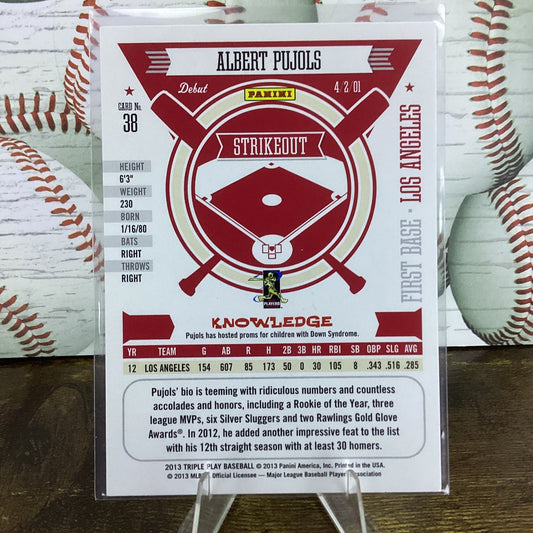 ALBERT PUJOLS
Debut
PANINI
4/2/01
CARD No.
38
STRIKEOUT
LOS ANGELES
FIRST BASE -
HEIGHT
6'3"
WEIGHT
230
BORN
1/16/80
BATS
RIGHT
THROWS
RIGHT
PLAYERS
KNOWLEDGE
Pujols has hosted proms for children with Down Syndrome.
YR TEAM G AB R H 2B 3B HR RBI SB OBP SLG AVG
12 LOS ANGELES 154 607 85 173 50 0 30 105 8 .343 .516 .285
Pujols' bio is teeming with ridiculous numbers and countless
accolades and honors, including a Rookie of the Year, three
league MVPs, six Silver Sluggers and two Rawlings Gold Glove
Awards®. In 2012, he added another impressive feat to the list
with his 12th straight season with at least 30 homers.
2013 TRIPLE PLAY BASEBALL © 2013 Panini America, Inc. Printed in the USA.
© 2013 MLB Official Licensee — Major League Baseball Players Association